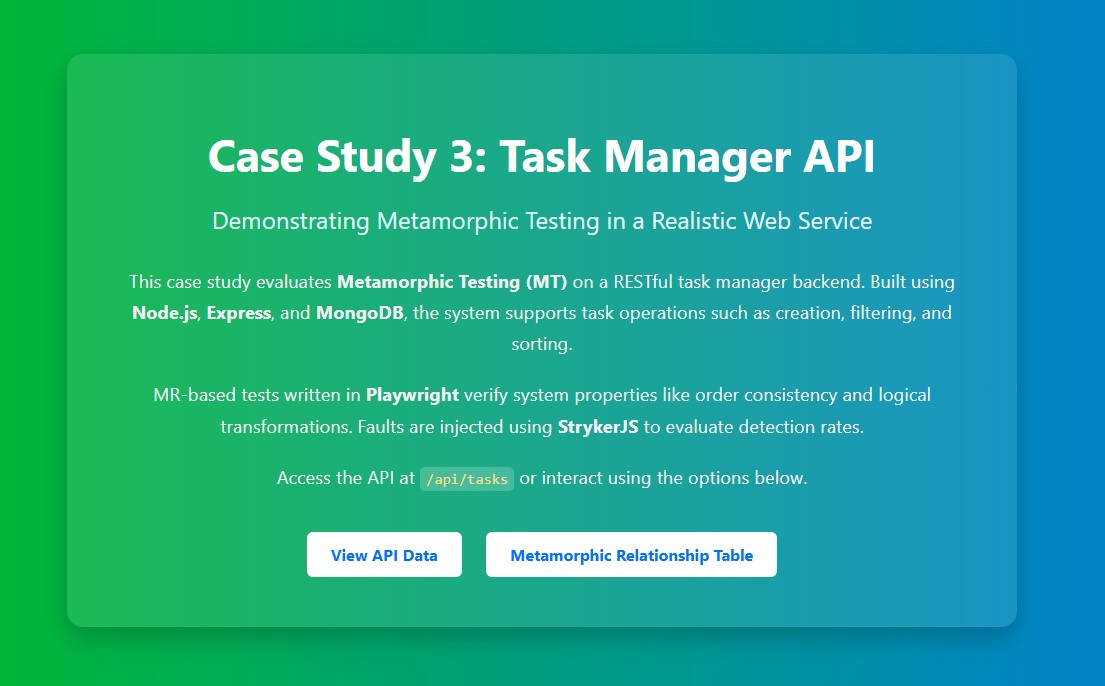 Case Study 3: Task Manager API
Demonstrating Metamorphic Testing in a Realistic Web Service
This case study evaluates Metamorphic Testing (MT) on a RESTful task manager backend. Built using
Node.js, Express, and MongoDB, the system supports task operations such as creation, filtering, and
sorting.
MR-based tests written in Playwright verify system properties like order consistency and logical
transformations. Faults are injected using StrykerJS to evaluate detection rates.
Access the API at /api/tasks or interact using the options below.
View API Data
Metamorphic Relationship Table